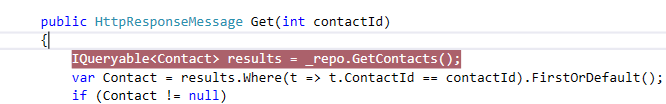 public HttpResponseMessage Get(int contactId)
{
IQueryable<Contact> results = _repo.GetContacts();
var Contact = results.Where(t => t.ContactId == contactId).FirstOrDefault();
if (Contact != null)